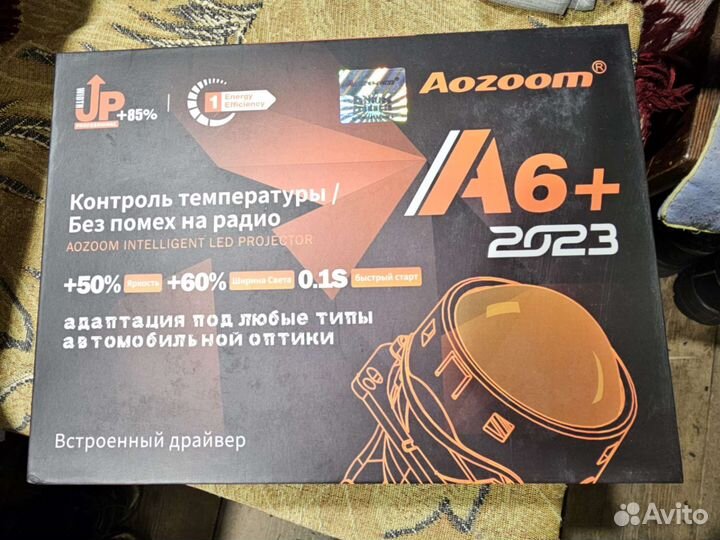 Aozoom®
UP +85%
PROFESSIONAL
1 Energy
Efficiency
A6+
2023
Контроль температуры /
Без помех на радио
AOZOOM INTELLIGENT LED PROJECTOR
+50% Яркость +60% Ширина Света 0.1S быстрый старт
адаптация под любые типы
автомобильной оптики
Встроенный драйвер
Avito